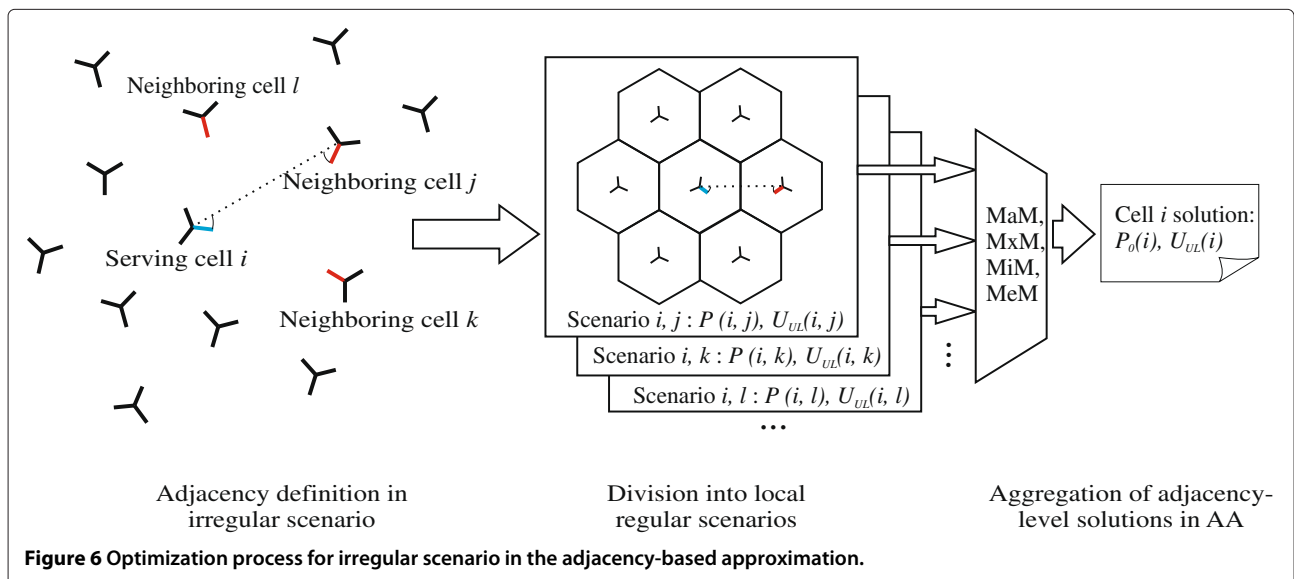 Neighboring cell l
Neighboring cell j
Serving cell i
Neighboring cell k
Scenario i, j : P (i, j), U_UL(i, j)
Scenario i, k : P (i, k), U_UL(i, k)
Scenario i, l : P (i, l), U_UL(i, l)
...
⋮
MaM,
MxM,
MiM,
MeM
Cell i solution:
P_0(i), U_UL(i)
Adjacency definition in
irregular scenario
Division into local
regular scenarios
Aggregation of adjacency-
level solutions in AA
Figure 6 Optimization process for irregular scenario in the adjacency-based approximation.